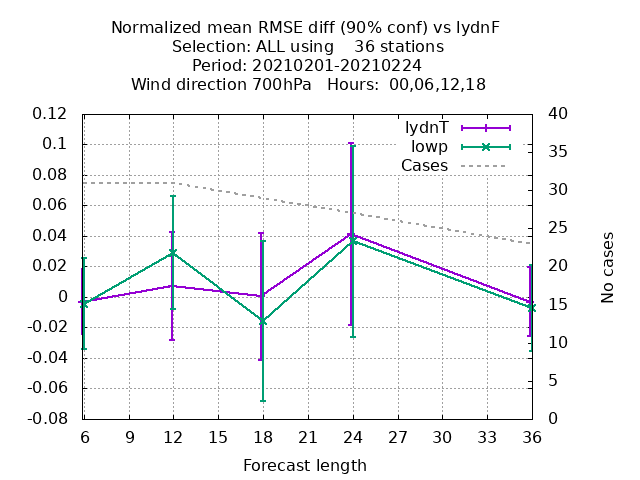 Normalized mean RMSE diff (90% conf) vs lydnF
Selection: ALL using    36 stations
Period: 20210201-20210224
Wind direction 700hPa   Hours:  00,06,12,18
lydnT
lowp
Cases
0.12
0.1
0.08
0.06
0.04
0.02
0
-0.02
-0.04
-0.06
-0.08
40
35
30
25
20
15
10
5
0
No cases
6 9 12 15 18 21 24 27 30 33 36
Forecast length